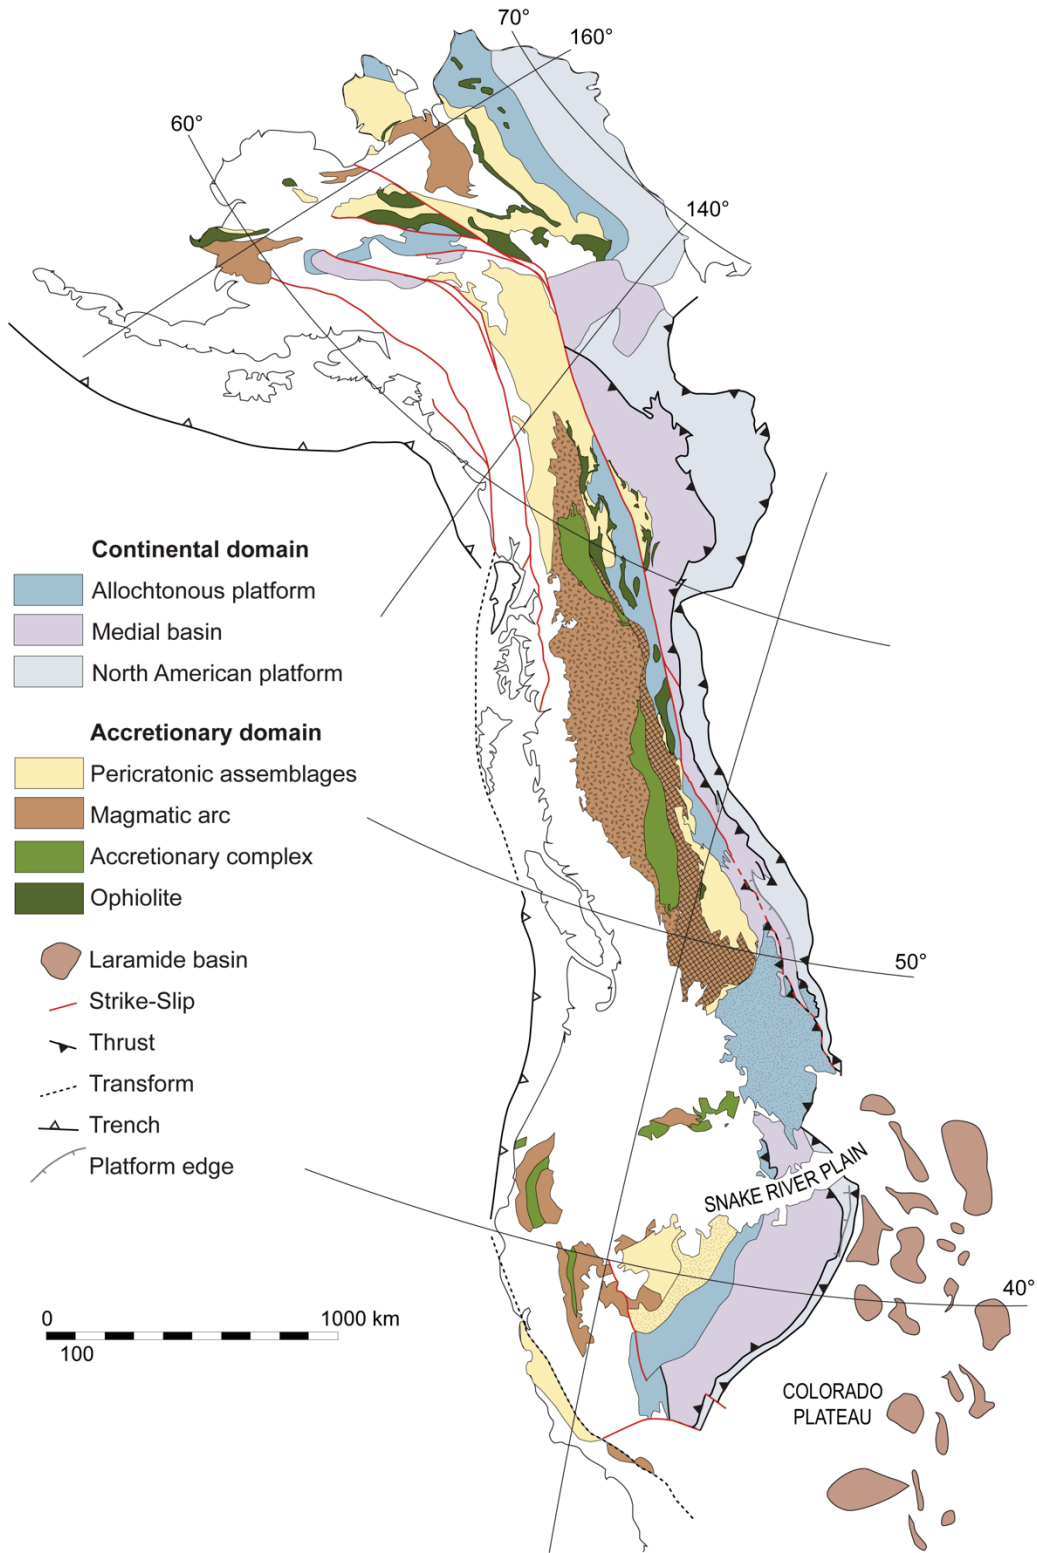 70°
160°
60°
140°
Continental domain
Allochtonous platform
Medial basin
North American platform
Accretionary domain
Pericratonic assemblages
Magmatic arc
Accretionary complex
Ophiolite
Laramide basin
50°
Strike-Slip
Thrust
Transform
Trench
Platform edge
SNAKE RIVER PLAIN
40°
0
1000 km
100
COLORADO
PLATEAU